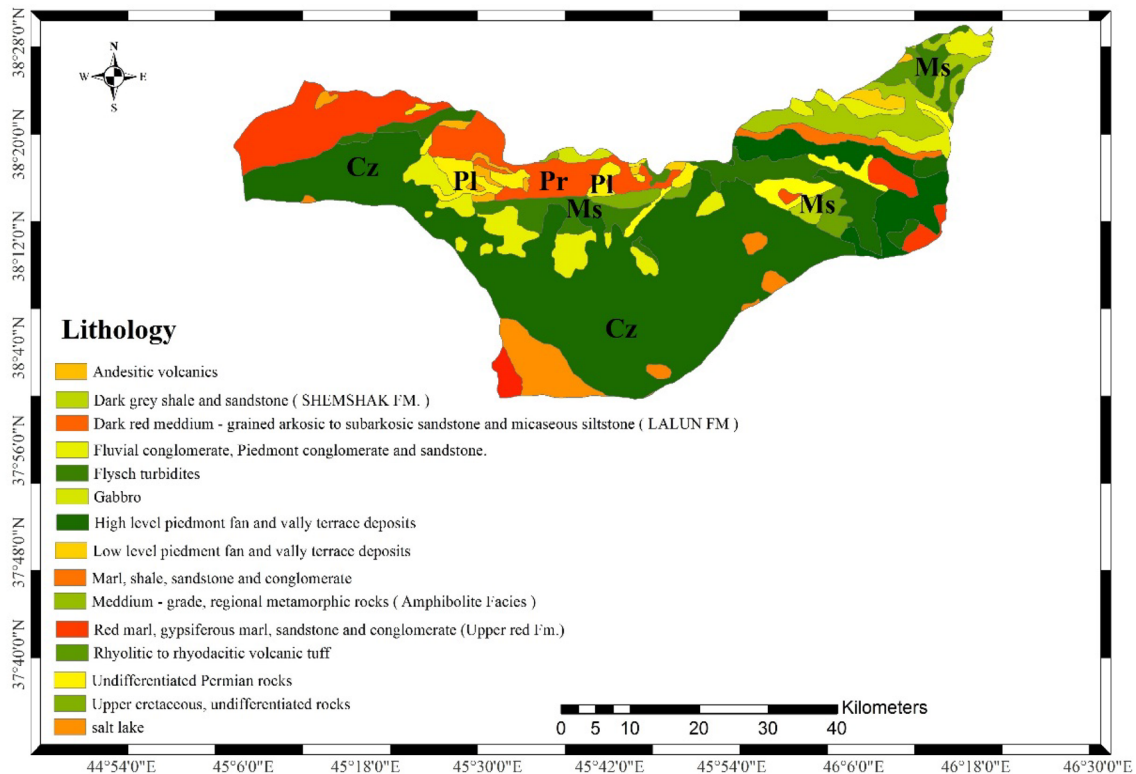 38°28'0"N
38°20'0"N
38°12'0"N
38°4'0"N
37°56'0"N
37°48'0"N
37°40'0"N
N
W E
S
Ms
Cz
Pl
Pr
Pl
Ms
Ms
Cz
Lithology
Andesitic volcanics
Dark grey shale and sandstone ( SHEMSHAK FM. )
Dark red meddium - grained arkosic to subarkosic sandstone and micaseous siltstone ( LALUN FM )
Fluvial conglomerate, Piedmont conglomerate and sandstone.
Flysch turbidites
Gabbro
High level piedmont fan and vally terrace deposits
Low level piedment fan and vally terrace deposits
Marl, shale, sandstone and conglomerate
Meddium - grade, regional metamorphic rocks ( Amphibolite Facies )
Red marl, gypsiferous marl, sandstone and conglomerate (Upper red Fm.)
Rhyolitic to rhyodacitic volcanic tuff
Undifferentiated Permian rocks
Upper cretaceous, undifferentiated rocks
salt lake
Kilometers
0 5 10 20 30 40
44°54'0"E 45°6'0"E 45°18'0"E 45°30'0"E 45°42'0"E 45°54'0"E 46°6'0"E 46°18'0"E 46°30'0"E